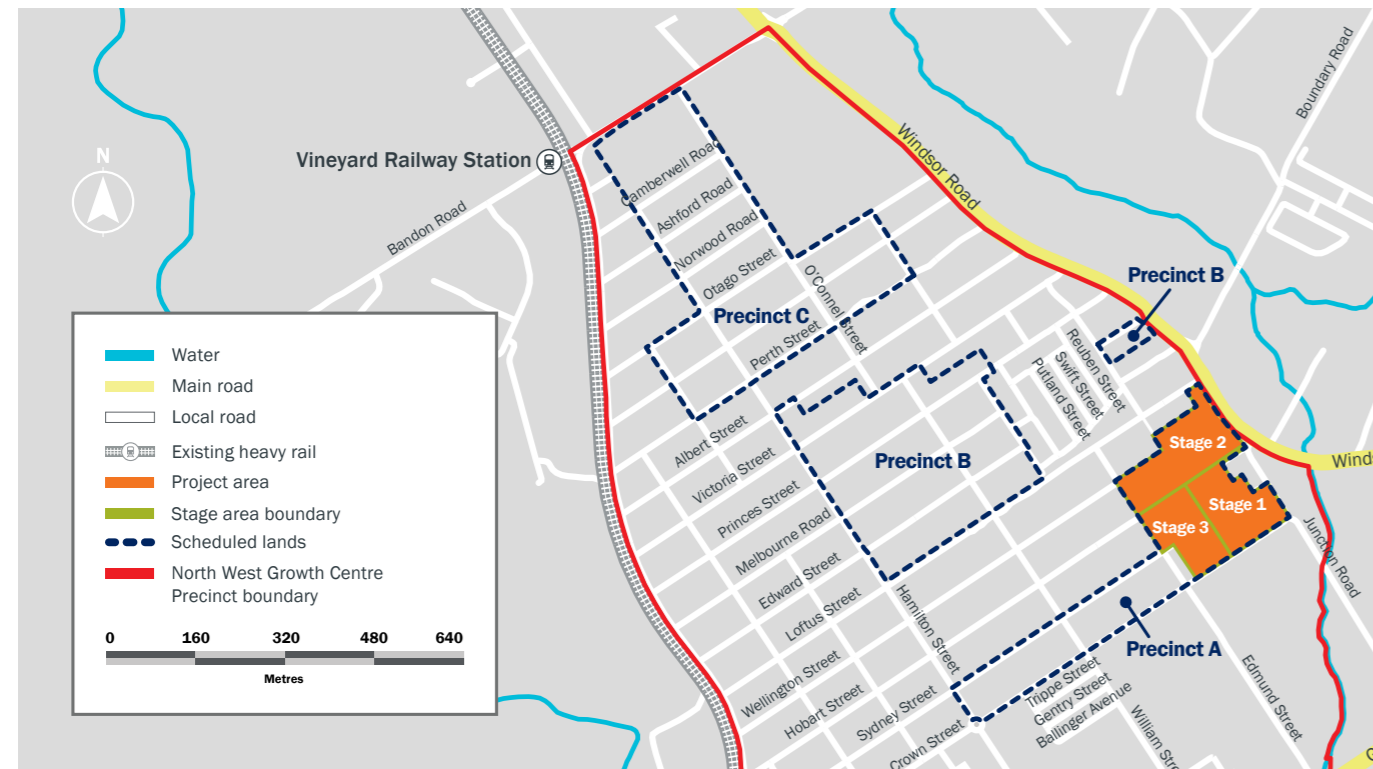 N
Vineyard Railway Station
Bandon Road
Windsor Road
Boundary Road
Camberwell Road
Ashford Road
Norwood Road
Otago Street
O'Connel Street
Precinct C
Perth Street
Precinct B
Reuben Street
Swift Street
Putland Street
Albert Street
Victoria Street
Princes Street
Melbourne Road
Edward Street
Loftus Street
Wellington Street
Hobart Street
Sydney Street
Crown Street
Precinct B
Hamilton Street
Stage 2
Stage 1
Stage 3
Winds
Junction Road
Precinct A
Trippe Street
Gentry Street
Ballinger Avenue
William Stre
Edmund Street
G
Water
Main road
Local road
Existing heavy rail
Project area
Stage area boundary
Scheduled lands
North West Growth Centre
Precinct boundary
0 160 320 480 640
Metres